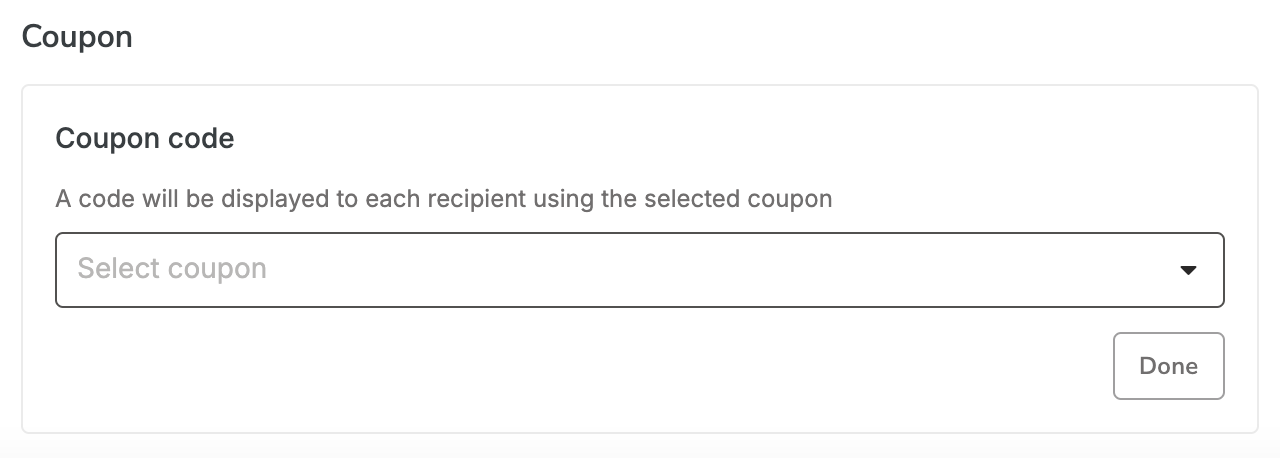 Coupon
Coupon code
A code will be displayed to each recipient using the selected coupon
Select coupon
Done